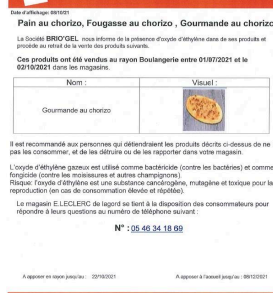 Date d'affichage: 08/10/21
Pain au chorizo, Fougasse au chorizo , Gourmande au chorizo
La Société BRIO'GEL nous informe de la présence d'oxyde d'éthylène dans de ses produits et
procède au retrait de la vente des produits suivants.
Ces produits ont été vendus au rayon Boulangerie entre 01/07/2021 et le
02/10/2021 dans les magasins.
Nom :
Visuel :
Gourmande au chorizo
Il est recommandé aux personnes qui détiendraient les produits décrits ci-dessus de ne
pas les consommer, et de les détruire ou de les rapporter dans votre magasin.
L'oxyde d'éthylène gazeux est utilisé comme bactéricide (contre les bactéries) et comme
fongicide (contre les moisissures et autres champignons)
Risque: l'oxyde d'éthylène est une substance cancérogène, mutagène et toxique pour la
reproduction (en cas de consommation élevée et répétée).
Le magasin E.LECLERC de lagord se tient à la disposition des consommateurs pour
répondre à leurs questions au numéro de téléphone suivant :
N° : 05 46 34 18 69
A apposer en rayon jusqu'au : 22/10/2021
A apposer à l'accueil jusqu'au : 08/12/2021